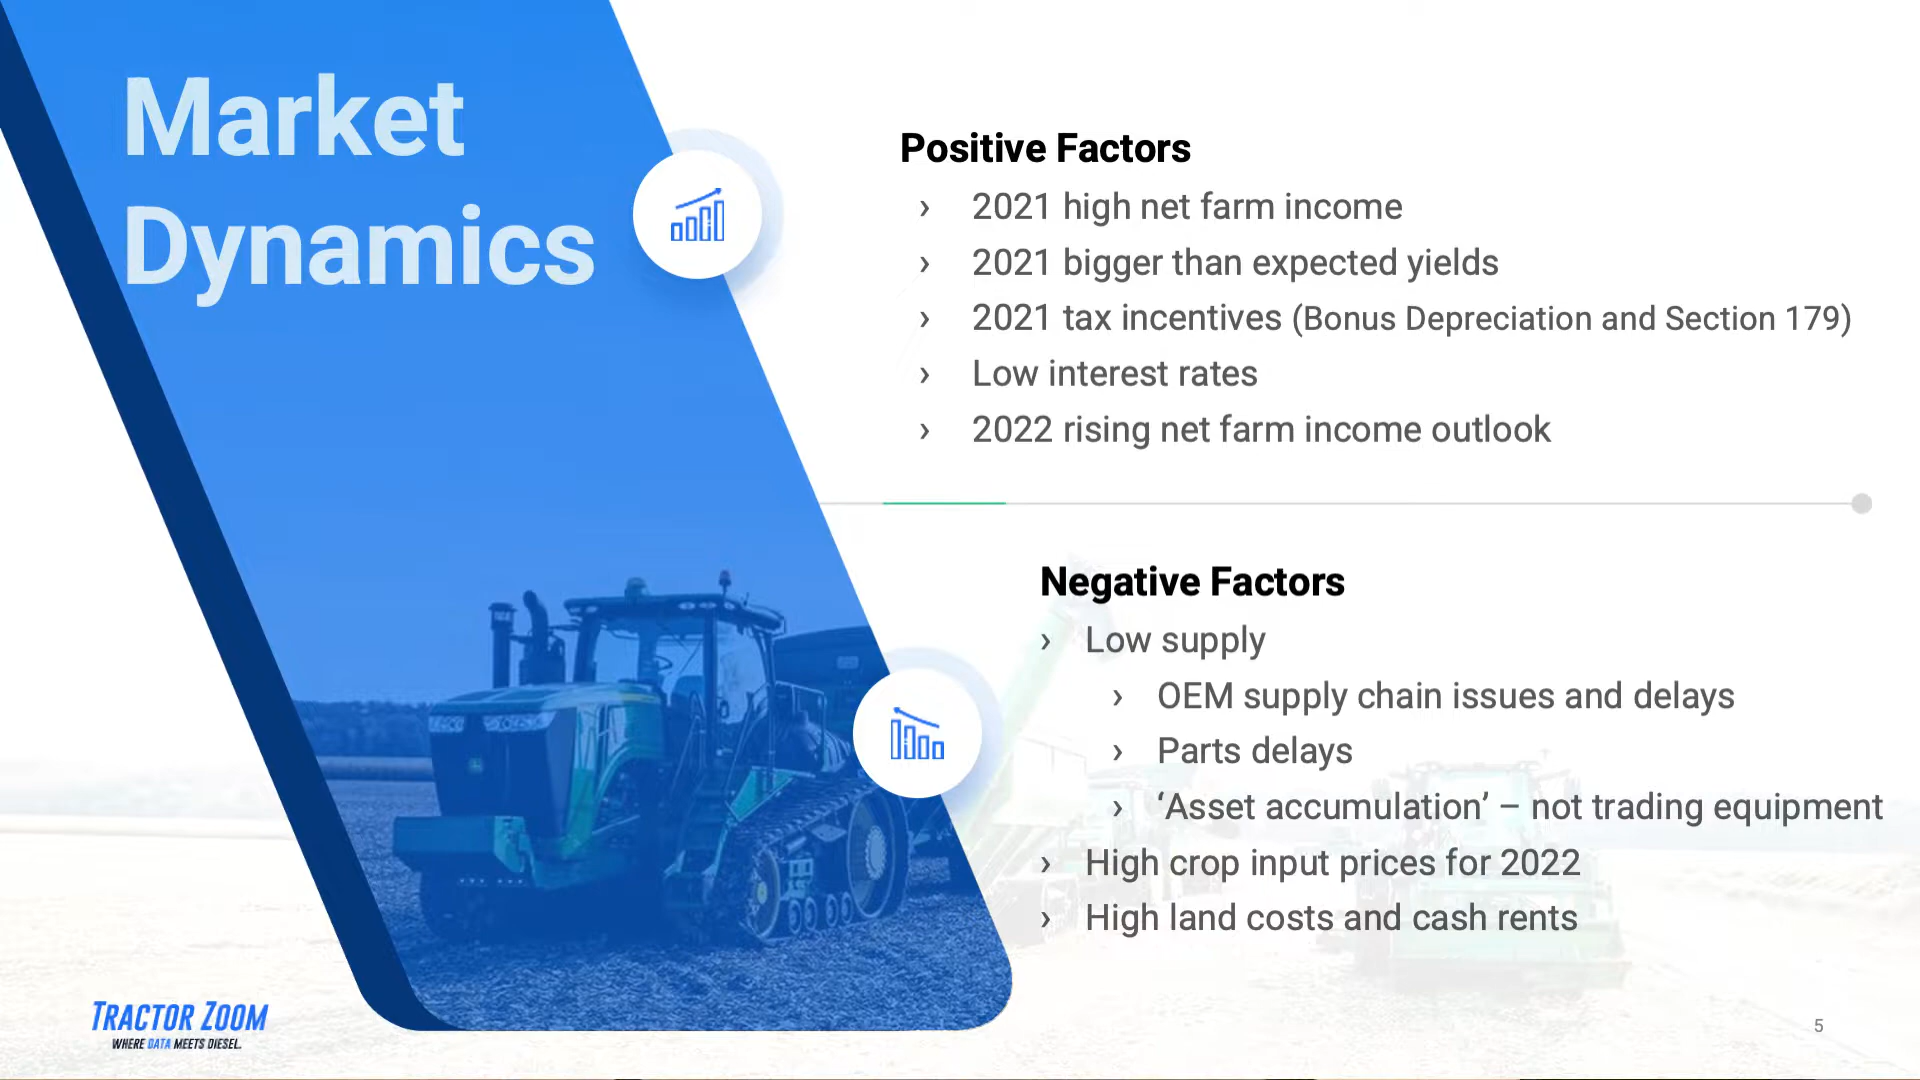 Market
Dynamics
Positive Factors
› 2021 high net farm income
› 2021 bigger than expected yields
› 2021 tax incentives (Bonus Depreciation and Section 179)
› Low interest rates
› 2022 rising net farm income outlook
Negative Factors
› Low supply
› OEM supply chain issues and delays
› Parts delays
› ‘Asset accumulation’ – not trading equipment
› High crop input prices for 2022
› High land costs and cash rents
TRACTOR ZOOM
WHERE DATA MEETS DIESEL.
5